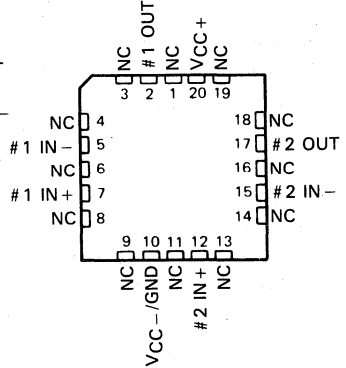 NC
#1 OUT
NC
VCC+
NC
3 2 1 20 19
NC 4
#1 IN- 5
NC 6
#1 IN+ 7
NC 8
18 NC
17 #2 OUT
16 NC
15 #2 IN-
14 NC
9 10 11 12 13
NC
VCC-/GND
NC
#2 IN+
NC